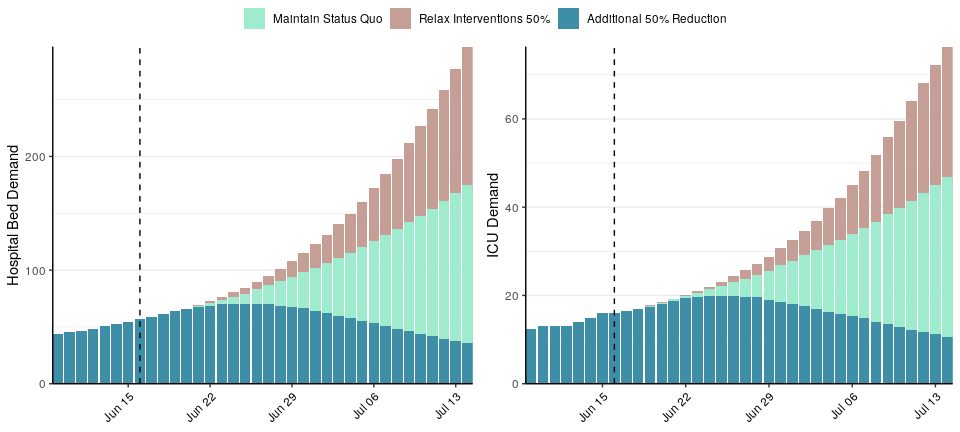 Maintain Status Quo Relax Interventions 50% Additional 50% Reduction
Hospital Bed Demand
200
100
0
Jun 15 Jun 22 Jun 29 Jul 06 Jul 13
ICU Demand
60
40
20
0
Jun 15 Jun 22 Jun 29 Jul 06 Jul 13